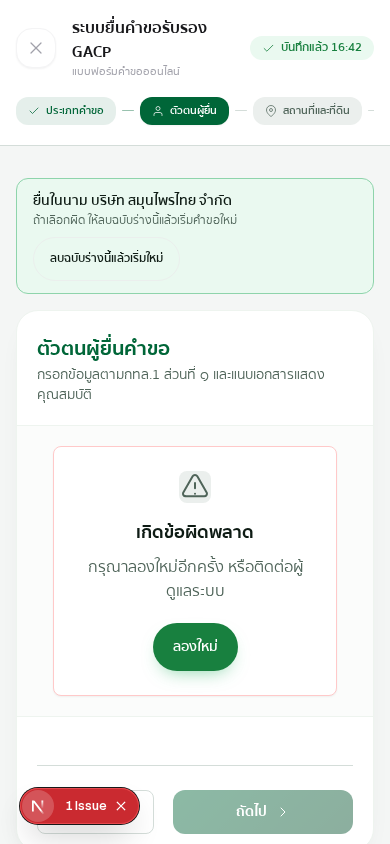 ระบบยื่นคำขอรับรอง
GACP
แบบฟอร์มคำขอออนไลน์
บันทึกแล้ว 16:42
ประเภทคำขอ
ตัวตนผู้ยื่น
สถานที่และที่ดิน
ยื่นในนาม บริษัท สมุนไพรไทย จำกัด
ถ้าเลือกผิด ให้ลบฉบับร่างนี้แล้วเริ่มคำขอใหม่
ลบฉบับร่างนี้แล้วเริ่มใหม่
ตัวตนผู้ยื่นคำขอ
กรอกข้อมูลตามกทล.1 ส่วนที่ ๑ และแนบเอกสารแสดง
คุณสมบัติ
เกิดข้อผิดพลาด
กรุณาลองใหม่อีกครั้ง หรือติดต่อผู้
ดูแลระบบ
ลองใหม่
1 Issue
ถัดไป